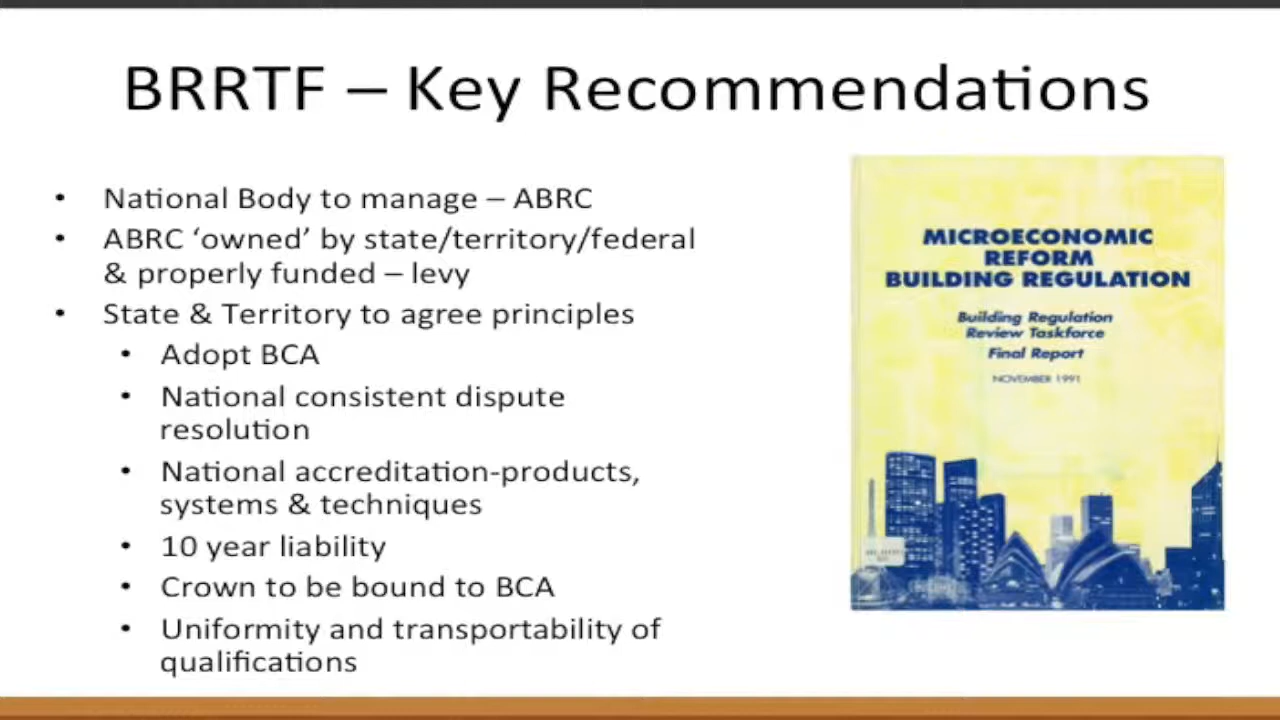 BRRTF – Key Recommendations
• National Body to manage – ABRC
• ABRC ‘owned’ by state/territory/federal
& properly funded – levy
• State & Territory to agree principles
• Adopt BCA
• National consistent dispute
resolution
• National accreditation-products,
systems & techniques
• 10 year liability
• Crown to be bound to BCA
• Uniformity and transportability of
qualifications
MICROECONOMIC
REFORM
BUILDING REGULATION
Building Regulation
Review Taskforce
Final Report
NOVEMBER 1991